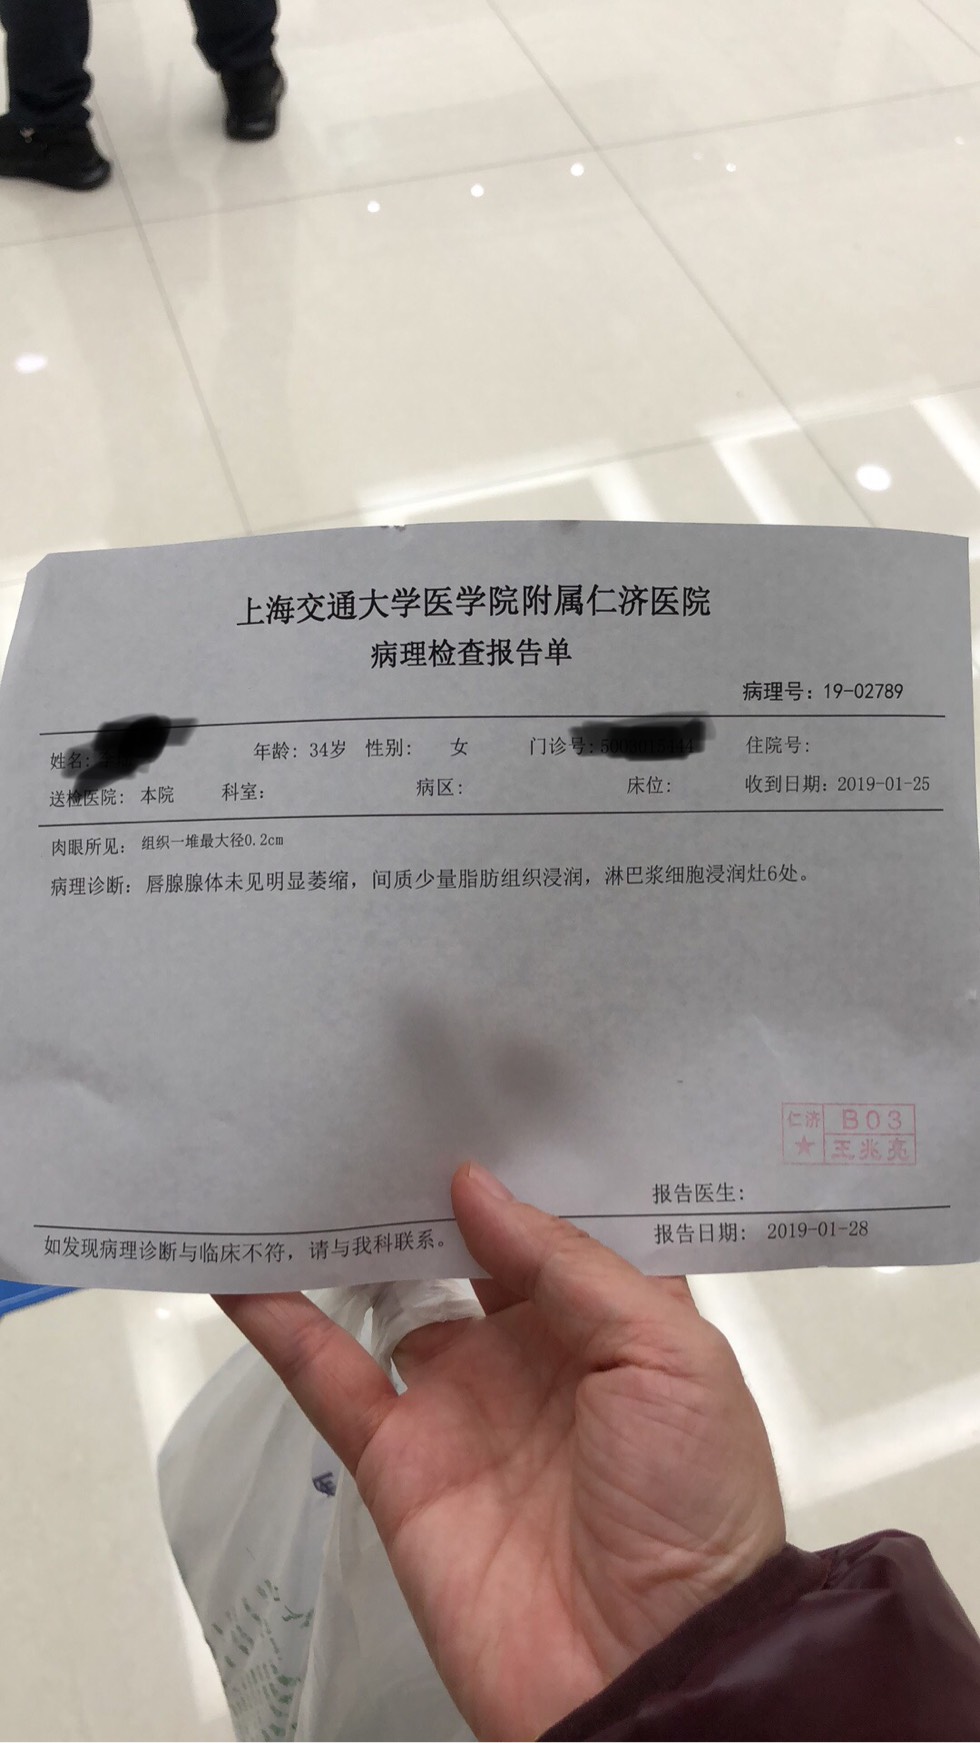 上海交通大学医学院附属仁济医院
病理检查报告单
病理号: 19-02789
姓名: 年龄: 34岁 性别: 女 门诊号: 住院号:
送检医院: 本院 科室: 病区: 床位: 收到日期: 2019-01-25
肉眼所见: 组织一堆最大径0.2cm
病理诊断: 唇腺腺体未见明显萎缩, 间质少量脂肪组织浸润, 淋巴浆细胞浸润灶6处。
仁济 B03
★ 王兆亮
报告医生:
如发现病理诊断与临床不符, 请与我科联系。 报告日期: 2019-01-28